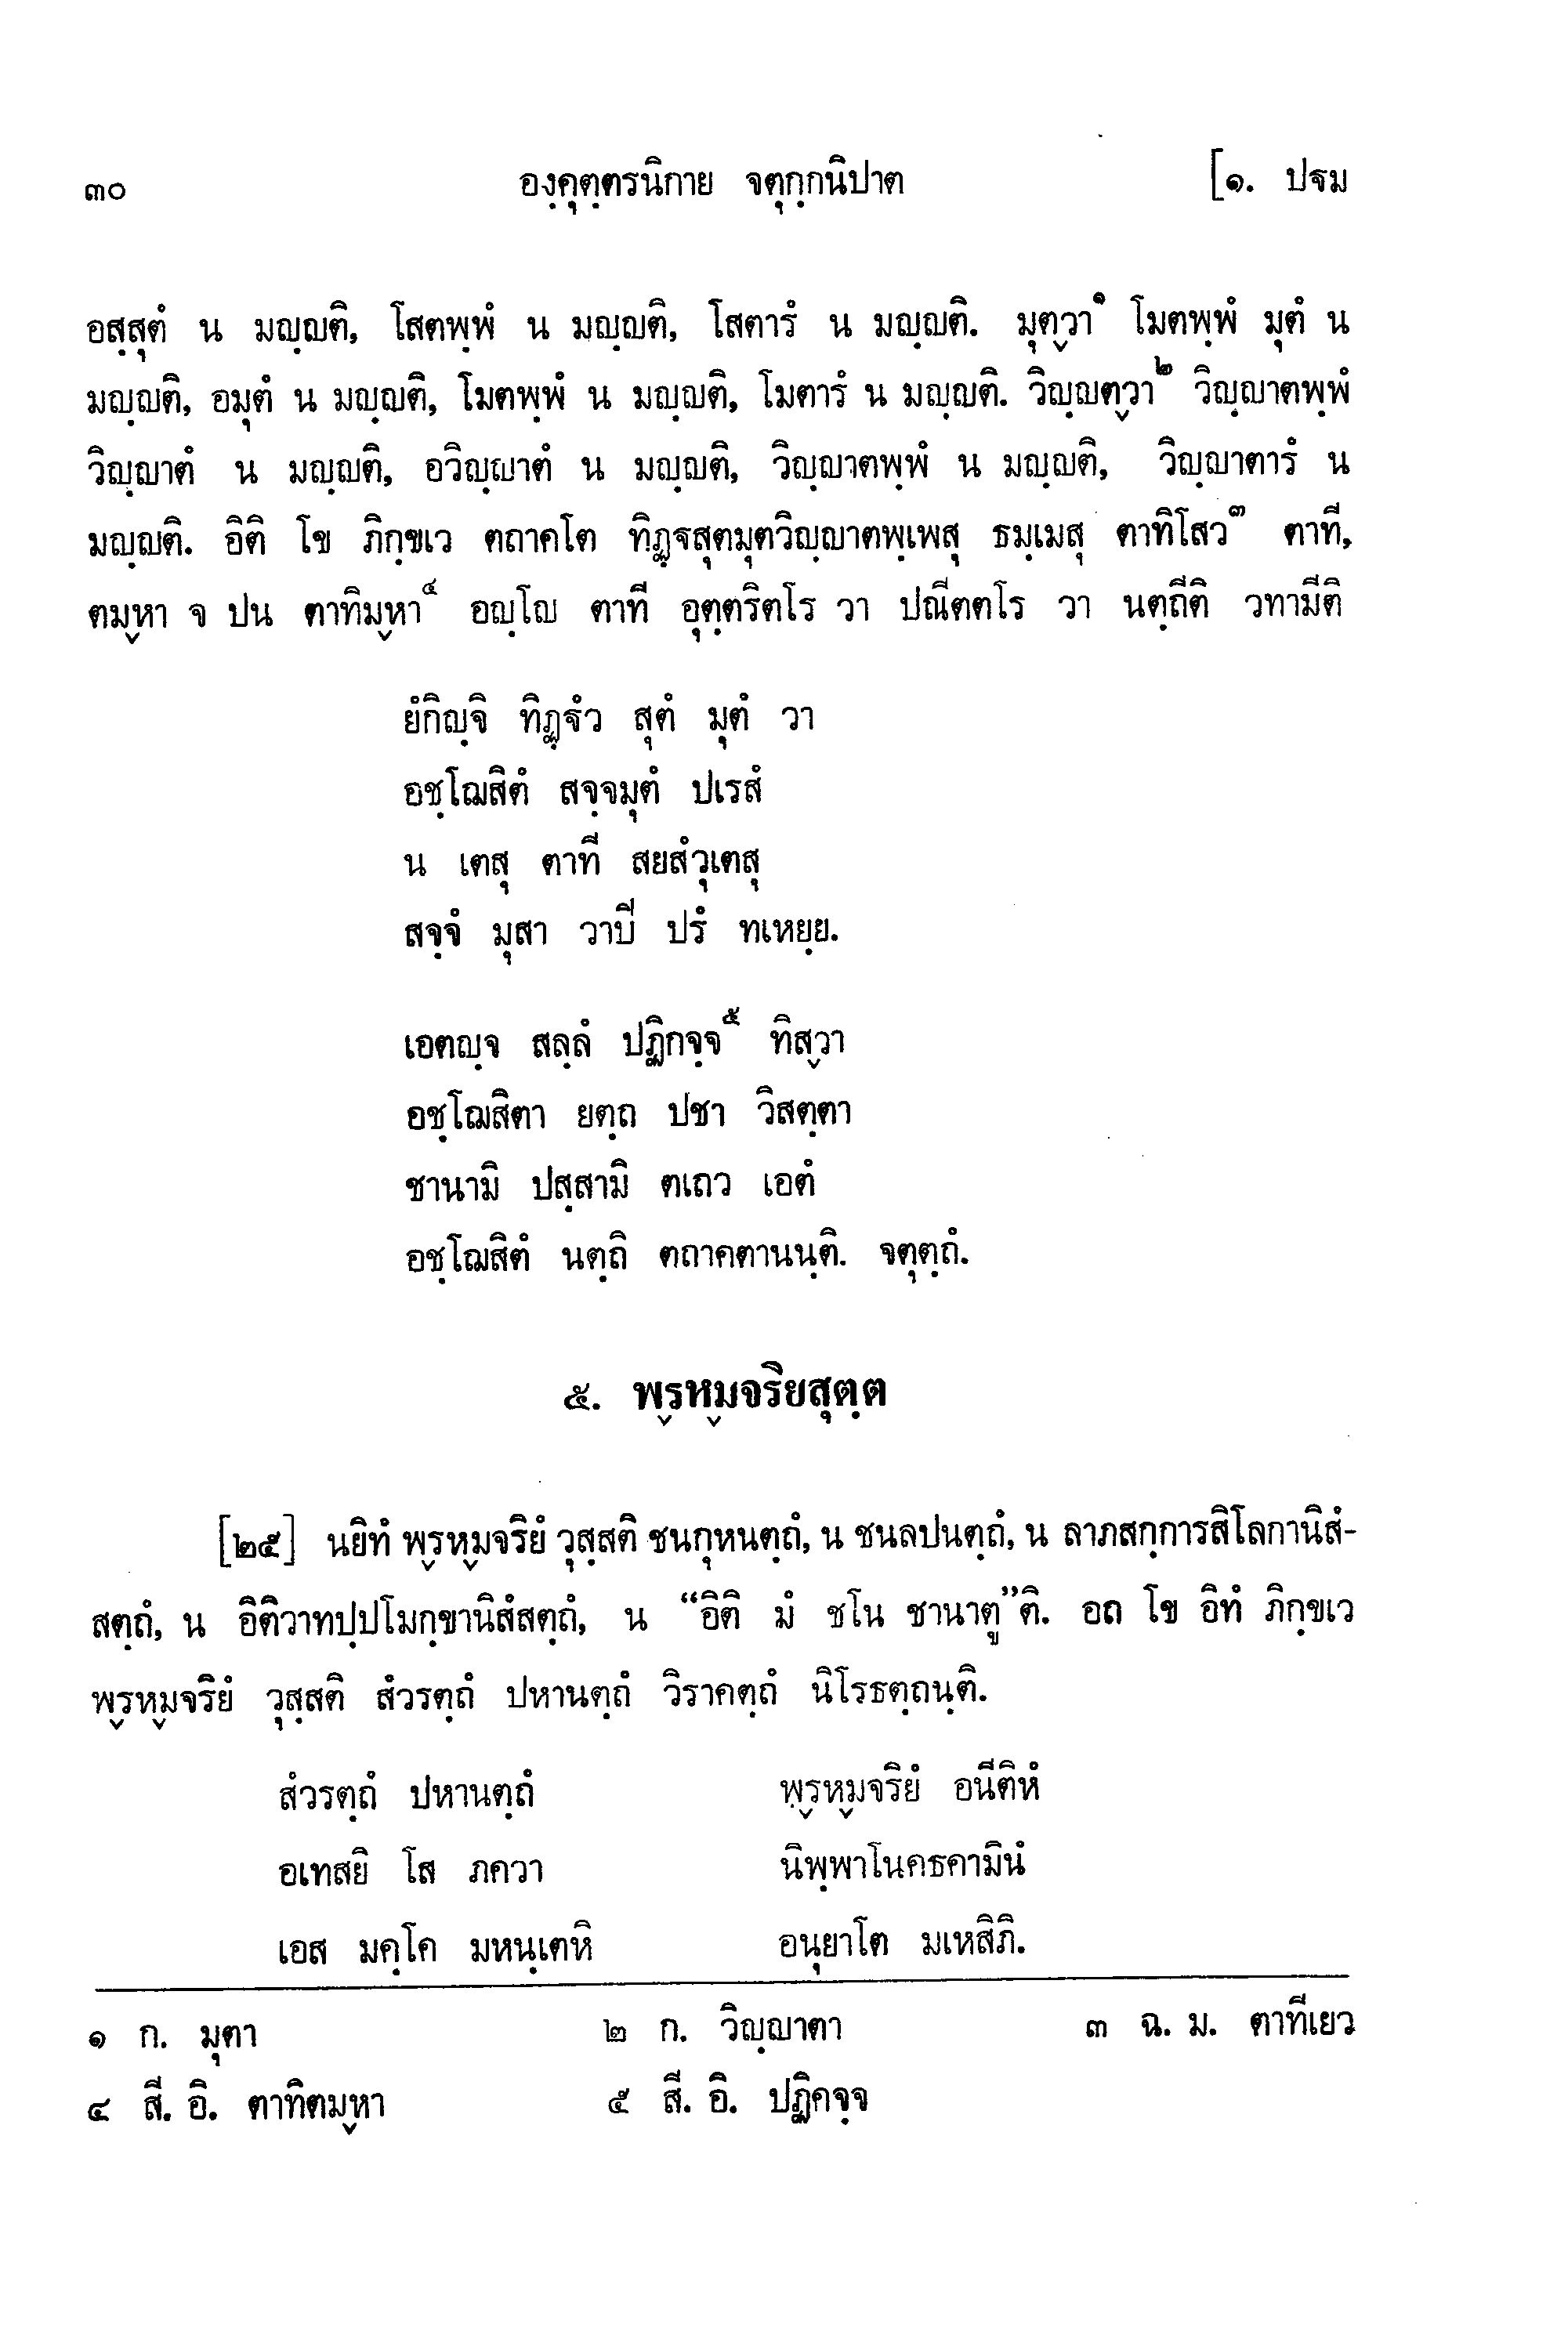 ๓๐ องฺคุตฺตรนิกาย จตุกฺกนิปาต [๑. ปฐม
อสฺสุตํ น มญฺญติ, โสตพฺพํ น มญฺญติ, โสตารํ น มญฺญติ. มุตฺวา๑ โมตพฺพํ มุตํ น
มญฺญติ, อมุตํ น มญฺญติ, โมตพฺพํ น มญฺญติ, โมตารํ น มญฺญติ. วิญฺญตฺวา๒ วิญฺญาตพฺพํ
วิญฺญาตํ น มญฺญติ, อวิญฺญาตํ น มญฺญติ, วิญฺญาตพฺพํ น มญฺญติ, วิญฺญาตารํ น
มญฺญติ. อิติ โข ภิกฺขเว ตถาคโต ทิฏฺฐสุตมุตวิญฺญาตพฺเพสุ ธมฺเมสุ ตาทิโสว๓ ตาที,
ตมฺหา จ ปน ตาทิมฺหา๔ อญฺโญ ตาที อุตฺตริตโร วา ปณีตตโร วา นตฺถีติ วทามีติ
ยํกิญฺจิ ทิฏฺฐํว สุตํ มุตํ วา
อชฺโฌสิตํ สจฺจมุตํ ปเรสํ
น เตสุ ตาที สยสํวุเตสุ
สจฺจํ มุสา วาปี ปรํ ทเหยฺย.
เอตญฺจ สลฺลํ ปฏิกจฺจ๕ ทิสฺวา
อชฺโฌสิตา ยตฺถ ปชา วิสตฺตา
ชานามิ ปสฺสามิ ตเถว เอตํ
อชฺโฌสิตํ นตฺถิ ตถาคตานนฺติ. จตุตฺถํ.
๕. พฺรหฺมจริยสุตฺต
[๒๕] นยิทํ พฺรหฺมจริยํ วุสฺสติ ชนกุหนตฺถํ, น ชนลปนตฺถํ, น ลาภสกฺการสิโลกานิสํ-
สตฺถํ, น อิติวาทปฺปโมกฺขานิสํสตฺถํ, น “อิติ มํ ชโน ชานาตู”ติ. อถ โข อิทํ ภิกฺขเว
พฺรหฺมจริยํ วุสฺสติ สํวรตฺถํ ปหานตฺถํ วิราคตฺถํ นิโรธตฺถนฺติ.
สํวรตฺถํ ปหานตฺถํ พฺรหฺมจริยํ อนีติหํ
อเทสยิ โส ภควา นิพฺพาโนคธคามินํ
เอส มคฺโค มหนฺเตหิ อนุยาโต มเหสิภิ.
๑ ก. มุตา ๒ ก. วิญฺญาตา ๓ ฉ. ม. ตาทีเยว
๔ สี. อิ. ตาทิตมฺหา ๕ สี. อิ. ปฏิคจฺจ